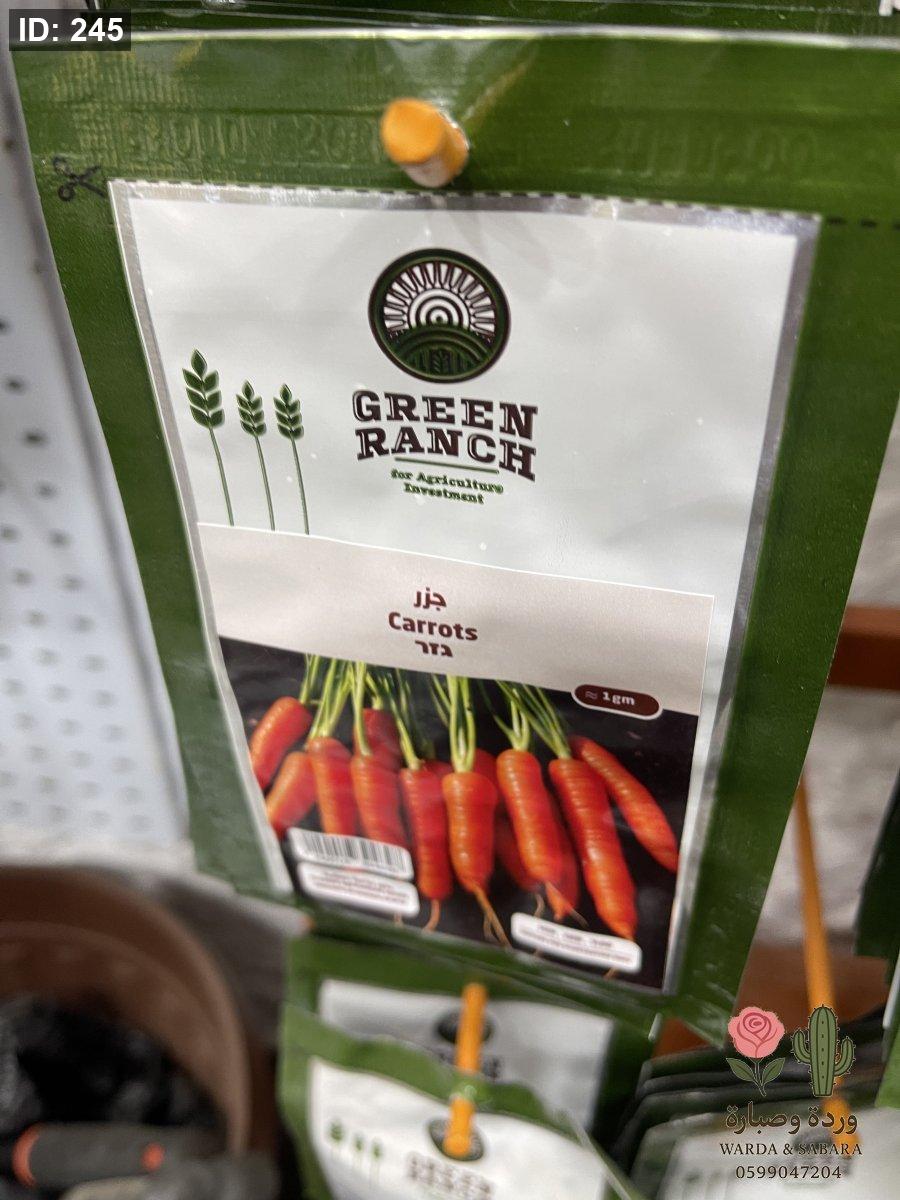 ID: 245
GREEN
RANCH
for Agriculture
Investment
جزر
Carrots
גזר
≈ 1gm
وردة وصبارة
WARDA & SABARA
0599047204